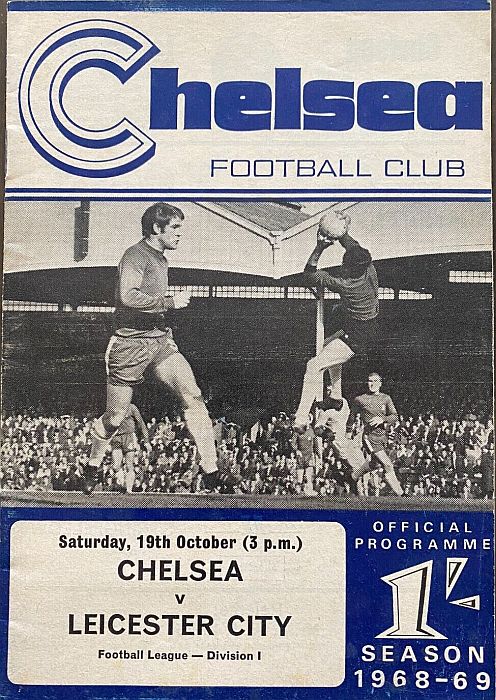 Chelsea
FOOTBALL CLUB
Saturday, 19th October (3 p.m.)
CHELSEA
v
LEICESTER CITY
Football League — Division I
OFFICIAL
PROGRAMME
1/-
SEASON
1968-69